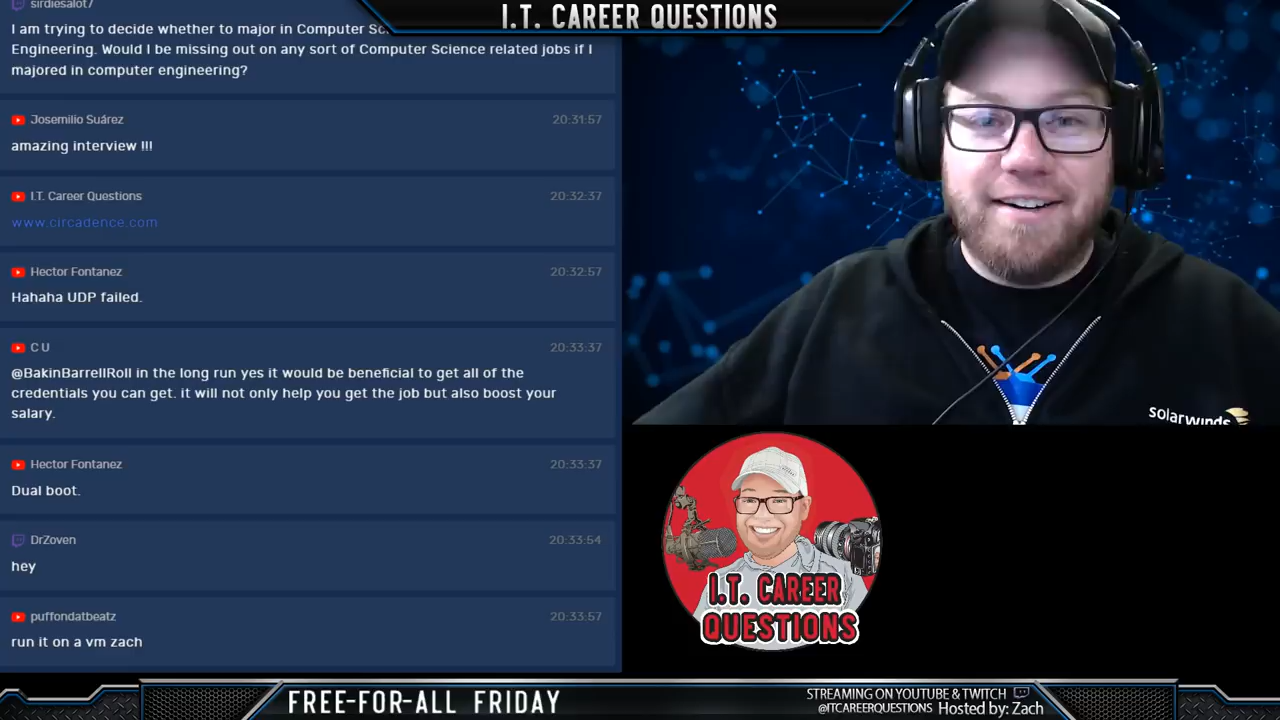 I.T. CAREER QUESTIONS
sirdiesalot7
I am trying to decide whether to major in Computer
Engineering. Would I be missing out on any sort of Computer Science related jobs if I
majored in computer engineering?
Josemilio Suárez 20:31:57
amazing interview !!!
I.T. Career Questions 20:32:37
www.circadence.com
Hector Fontanez 20:32:57
Hahaha UDP failed.
C U 20:33:37
@BakinBarrellRoll in the long run yes it would be beneficial to get all of the
credentials you can get. it will not only help you get the job but also boost your
salary.
Hector Fontanez 20:33:37
Dual boot.
DrZoven 20:33:54
hey
puffondatbeatz 20:33:57
run it on a vm zach
solarwinds
I.T. CAREER
QUESTIONS
FREE-FOR-ALL FRIDAY
STREAMING ON YOUTUBE & TWITCH
@ITCAREERQUESTIONS Hosted by: Zach